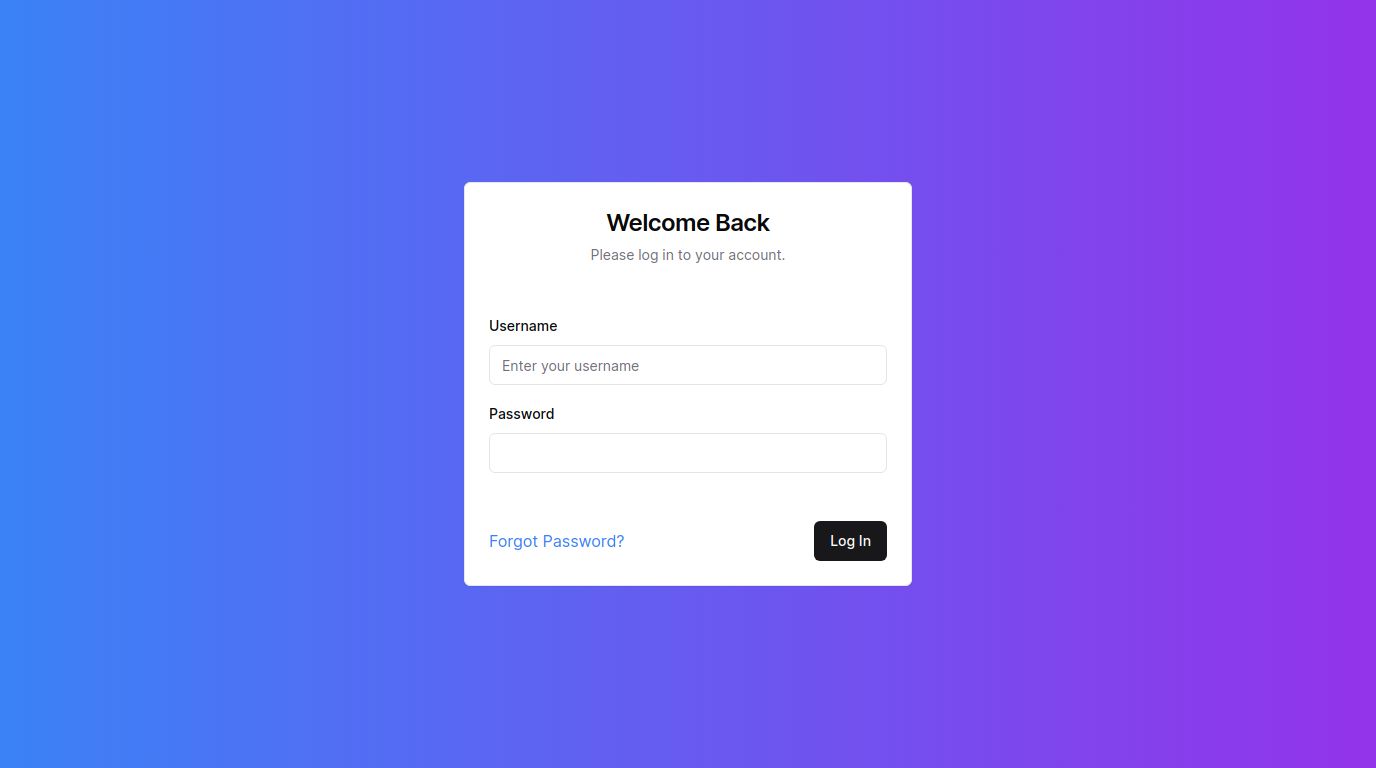 Welcome Back
Please log in to your account.
Username
Enter your username
Password
Forgot Password?
Log In